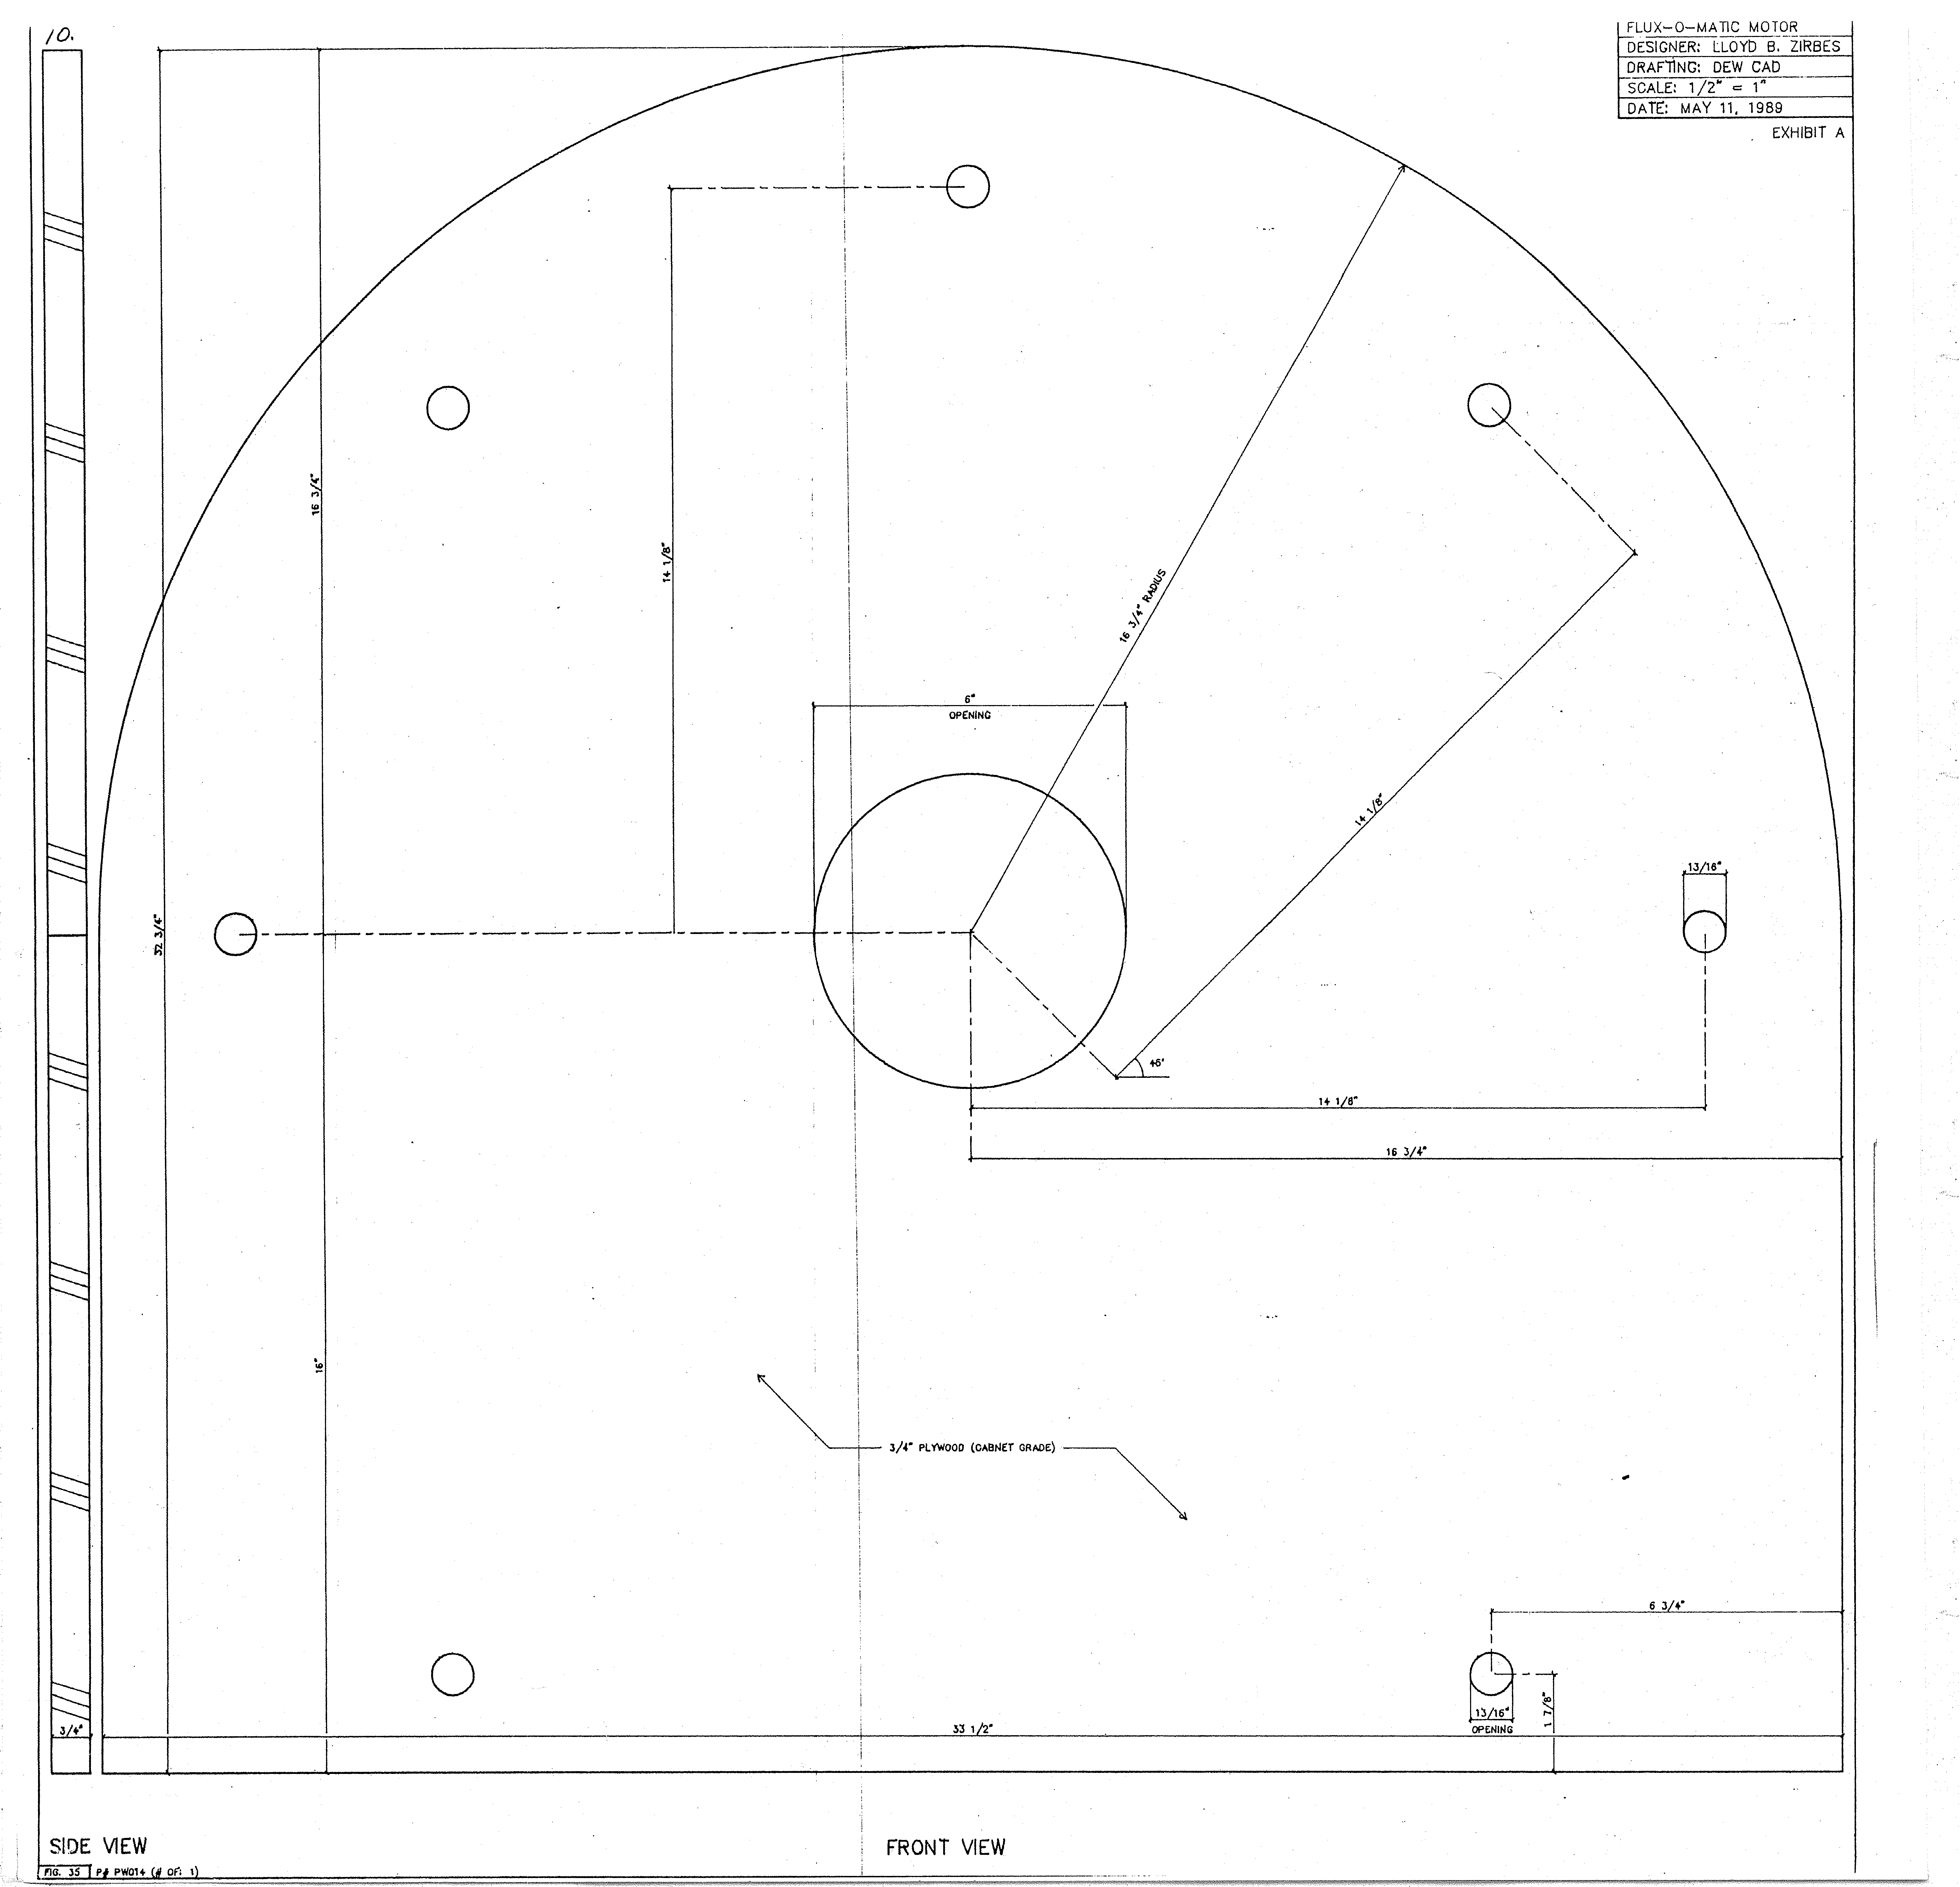 10.
FLUX-O-MATIC MOTOR
DESIGNER: LLOYD B. ZIRBES
DRAFTING: DEW CAD
SCALE: 1/2" = 1"
DATE: MAY 11, 1989
EXHIBIT A
16 3/4"
14 1/8"
16 3/4" RADIUS
6"
OPENING
14 1/8"
13/16"
32 3/4"
45°
14 1/8"
16 3/4"
16"
3/4" PLYWOOD (CABNET GRADE)
6 3/4"
13/16"
OPENING
1 7/8"
3/4"
33 1/2"
SIDE VIEW
FRONT VIEW
FIG. 35 P# PW014 (# OF: 1)